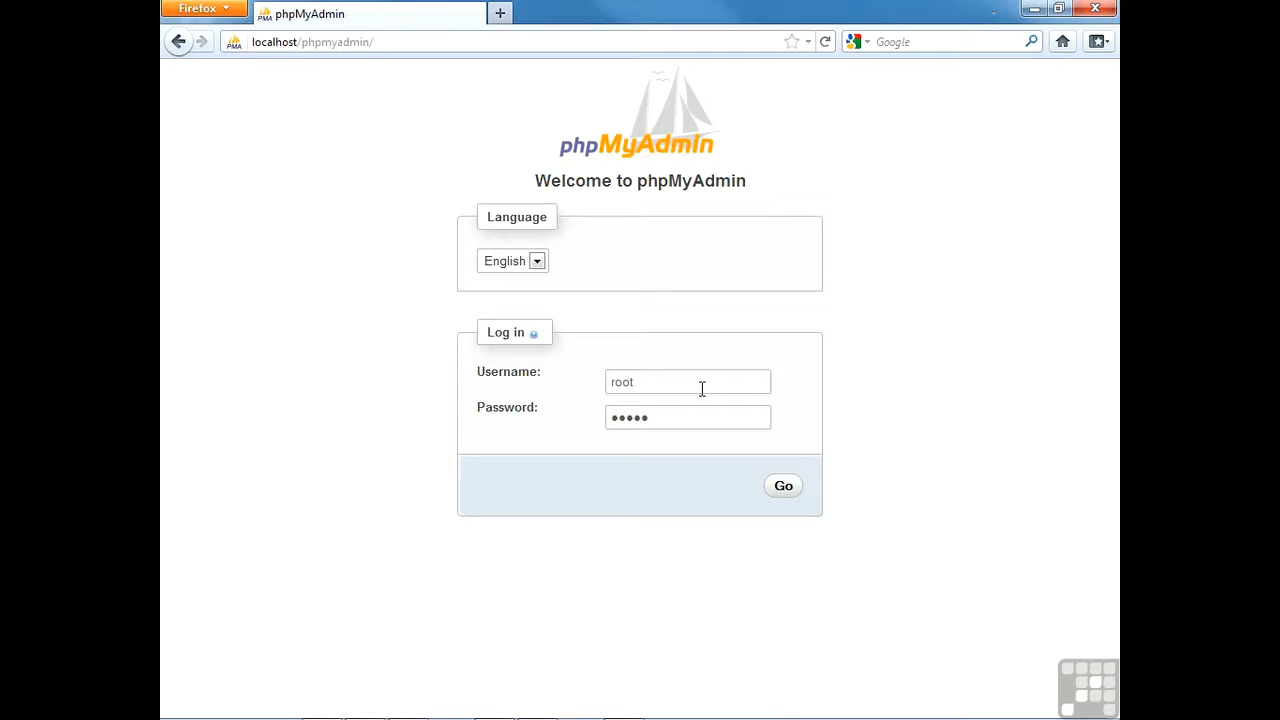 Firefox
phpMyAdmin
localhost/phpmyadmin/
Google
phpMyAdmin
Welcome to phpMyAdmin
Language
English
Log in
Username:
root
Password:
•••••
Go